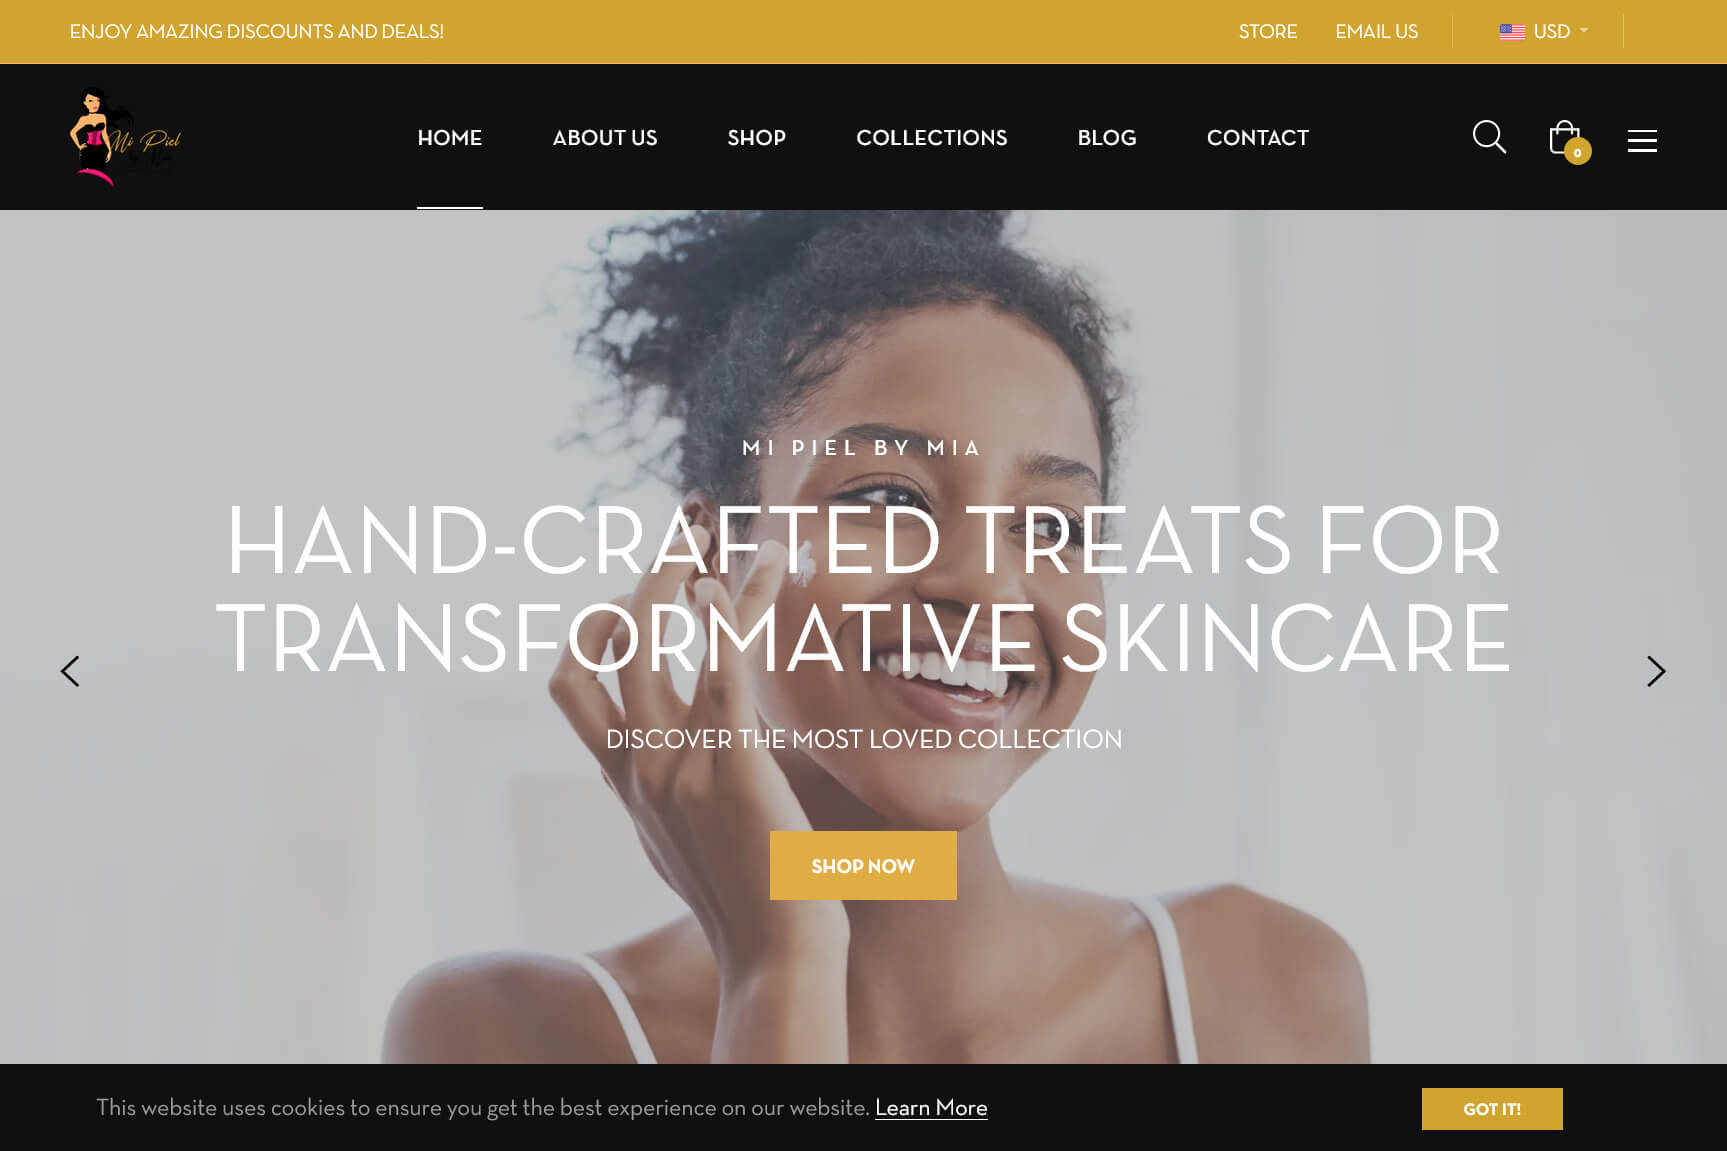 ENJOY AMAZING DISCOUNTS AND DEALS!
STORE EMAIL US USD
Mi Piel
by Mia
HOME ABOUT US SHOP COLLECTIONS BLOG CONTACT
0
MI PIEL BY MIA
HAND-CRAFTED TREATS FOR
TRANSFORMATIVE SKINCARE
DISCOVER THE MOST LOVED COLLECTION
SHOP NOW
This website uses cookies to ensure you get the best experience on our website. Learn More
GOT IT!